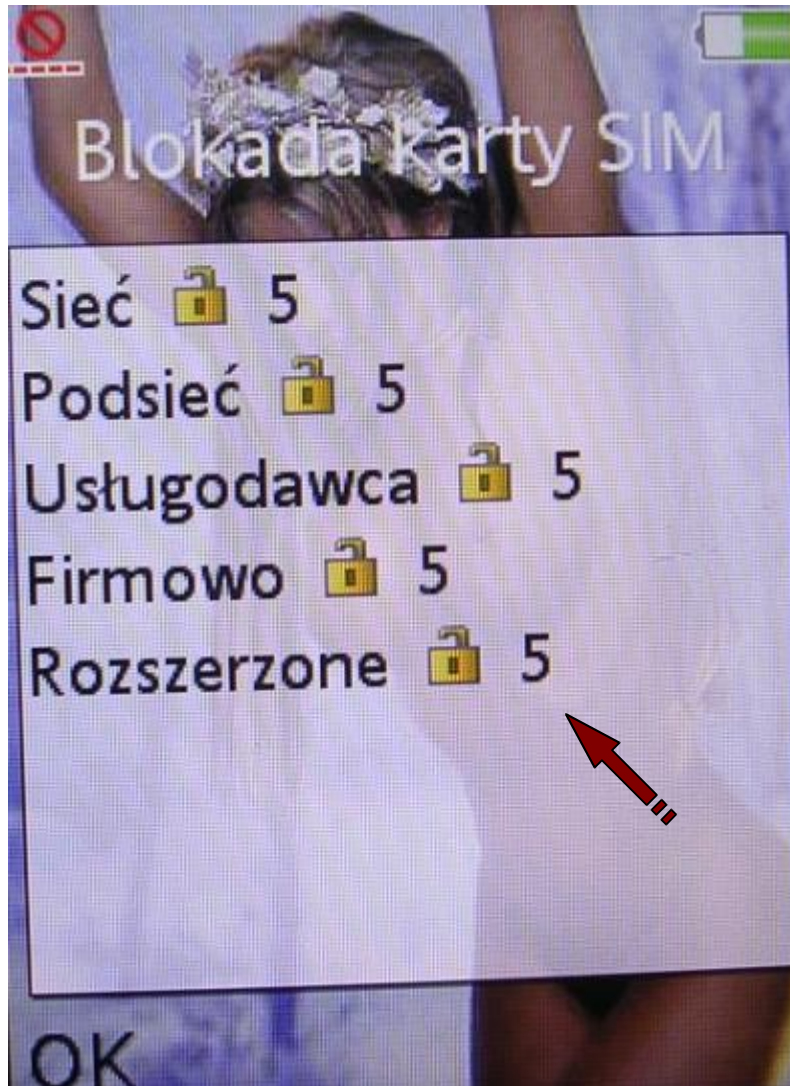 Blokada karty SIM
Sieć 5
Podsieć 5
Usługodawca 5
Firmowo 5
Rozszerzone 5
OK